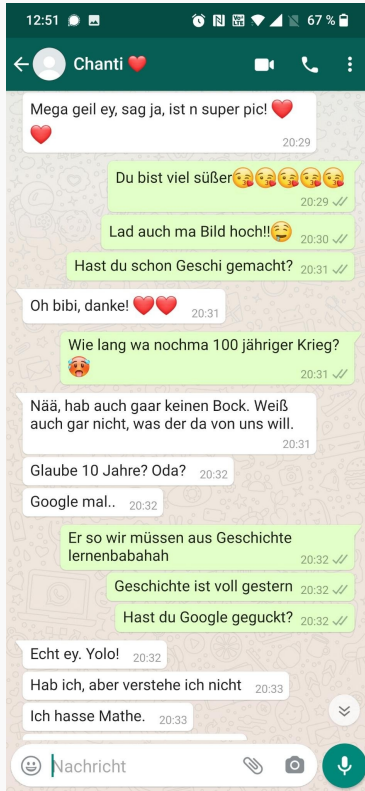 12:51 67 %
Chanti ❤️
Mega geil ey, sag ja, ist n super pic! ❤️
❤️
20:29
Du bist viel süßer😘😘😘😘😘
20:29
Lad auch ma Bild hoch!!🤤 20:30
Hast du schon Geschi gemacht? 20:31
Oh bibi, danke! ❤️❤️ 20:31
Wie lang wa nochma 100 jähriger Krieg?
🥵 20:31
Nää, hab auch gaar keinen Bock. Weiß
auch gar nicht, was der da von uns will.
20:31
Glaube 10 Jahre? Oda? 20:32
Google mal.. 20:32
Er so wir müssen aus Geschichte
lernenbabahah 20:32
Geschichte ist voll gestern 20:32
Hast du Google geguckt? 20:32
Echt ey. Yolo! 20:32
Hab ich, aber verstehe ich nicht 20:33
Ich hasse Mathe. 20:33
Nachricht